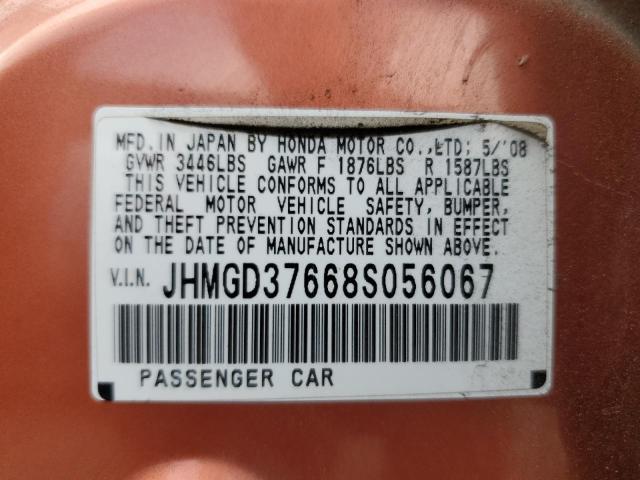 MFD. IN JAPAN BY HONDA MOTOR CO., LTD; 5/'08
GVWR 3446LBS GAWR F 1876LBS R 1587LBS
THIS VEHICLE CONFORMS TO ALL APPLICABLE
FEDERAL MOTOR VEHICLE SAFETY, BUMPER,
AND THEFT PREVENTION STANDARDS IN EFFECT
ON THE DATE OF MANUFACTURE SHOWN ABOVE.
V.I.N. JHMGD37668S056067
PASSENGER CAR